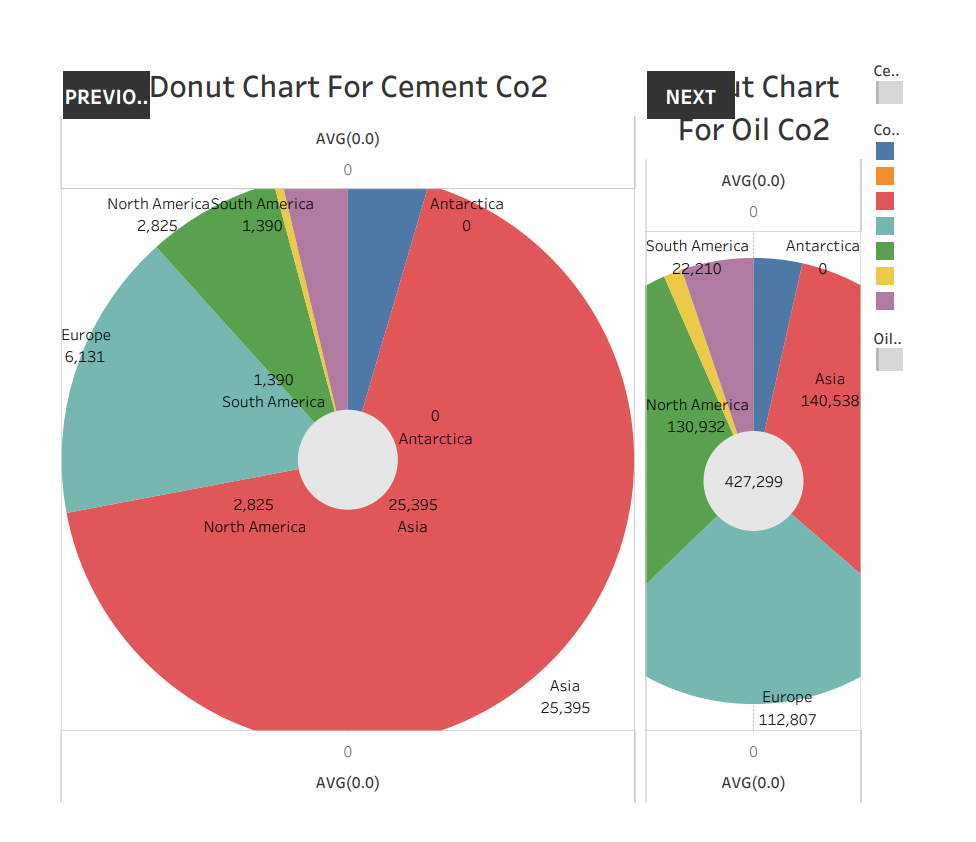 PREVIO..
Donut Chart For Cement Co2
AVG(0.0)
0
North America
2,825
South America
1,390
Antarctica
0
Europe
6,131
1,390
South America
0
Antarctica
2,825
North America
25,395
Asia
Asia
25,395
0
AVG(0.0)
NEXT
ut Chart
For Oil Co2
AVG(0.0)
0
South America
22,210
Antarctica
0
Asia
140,538
North America
130,932
427,299
Europe
112,807
0
AVG(0.0)
Ce..
Co..
Oil..